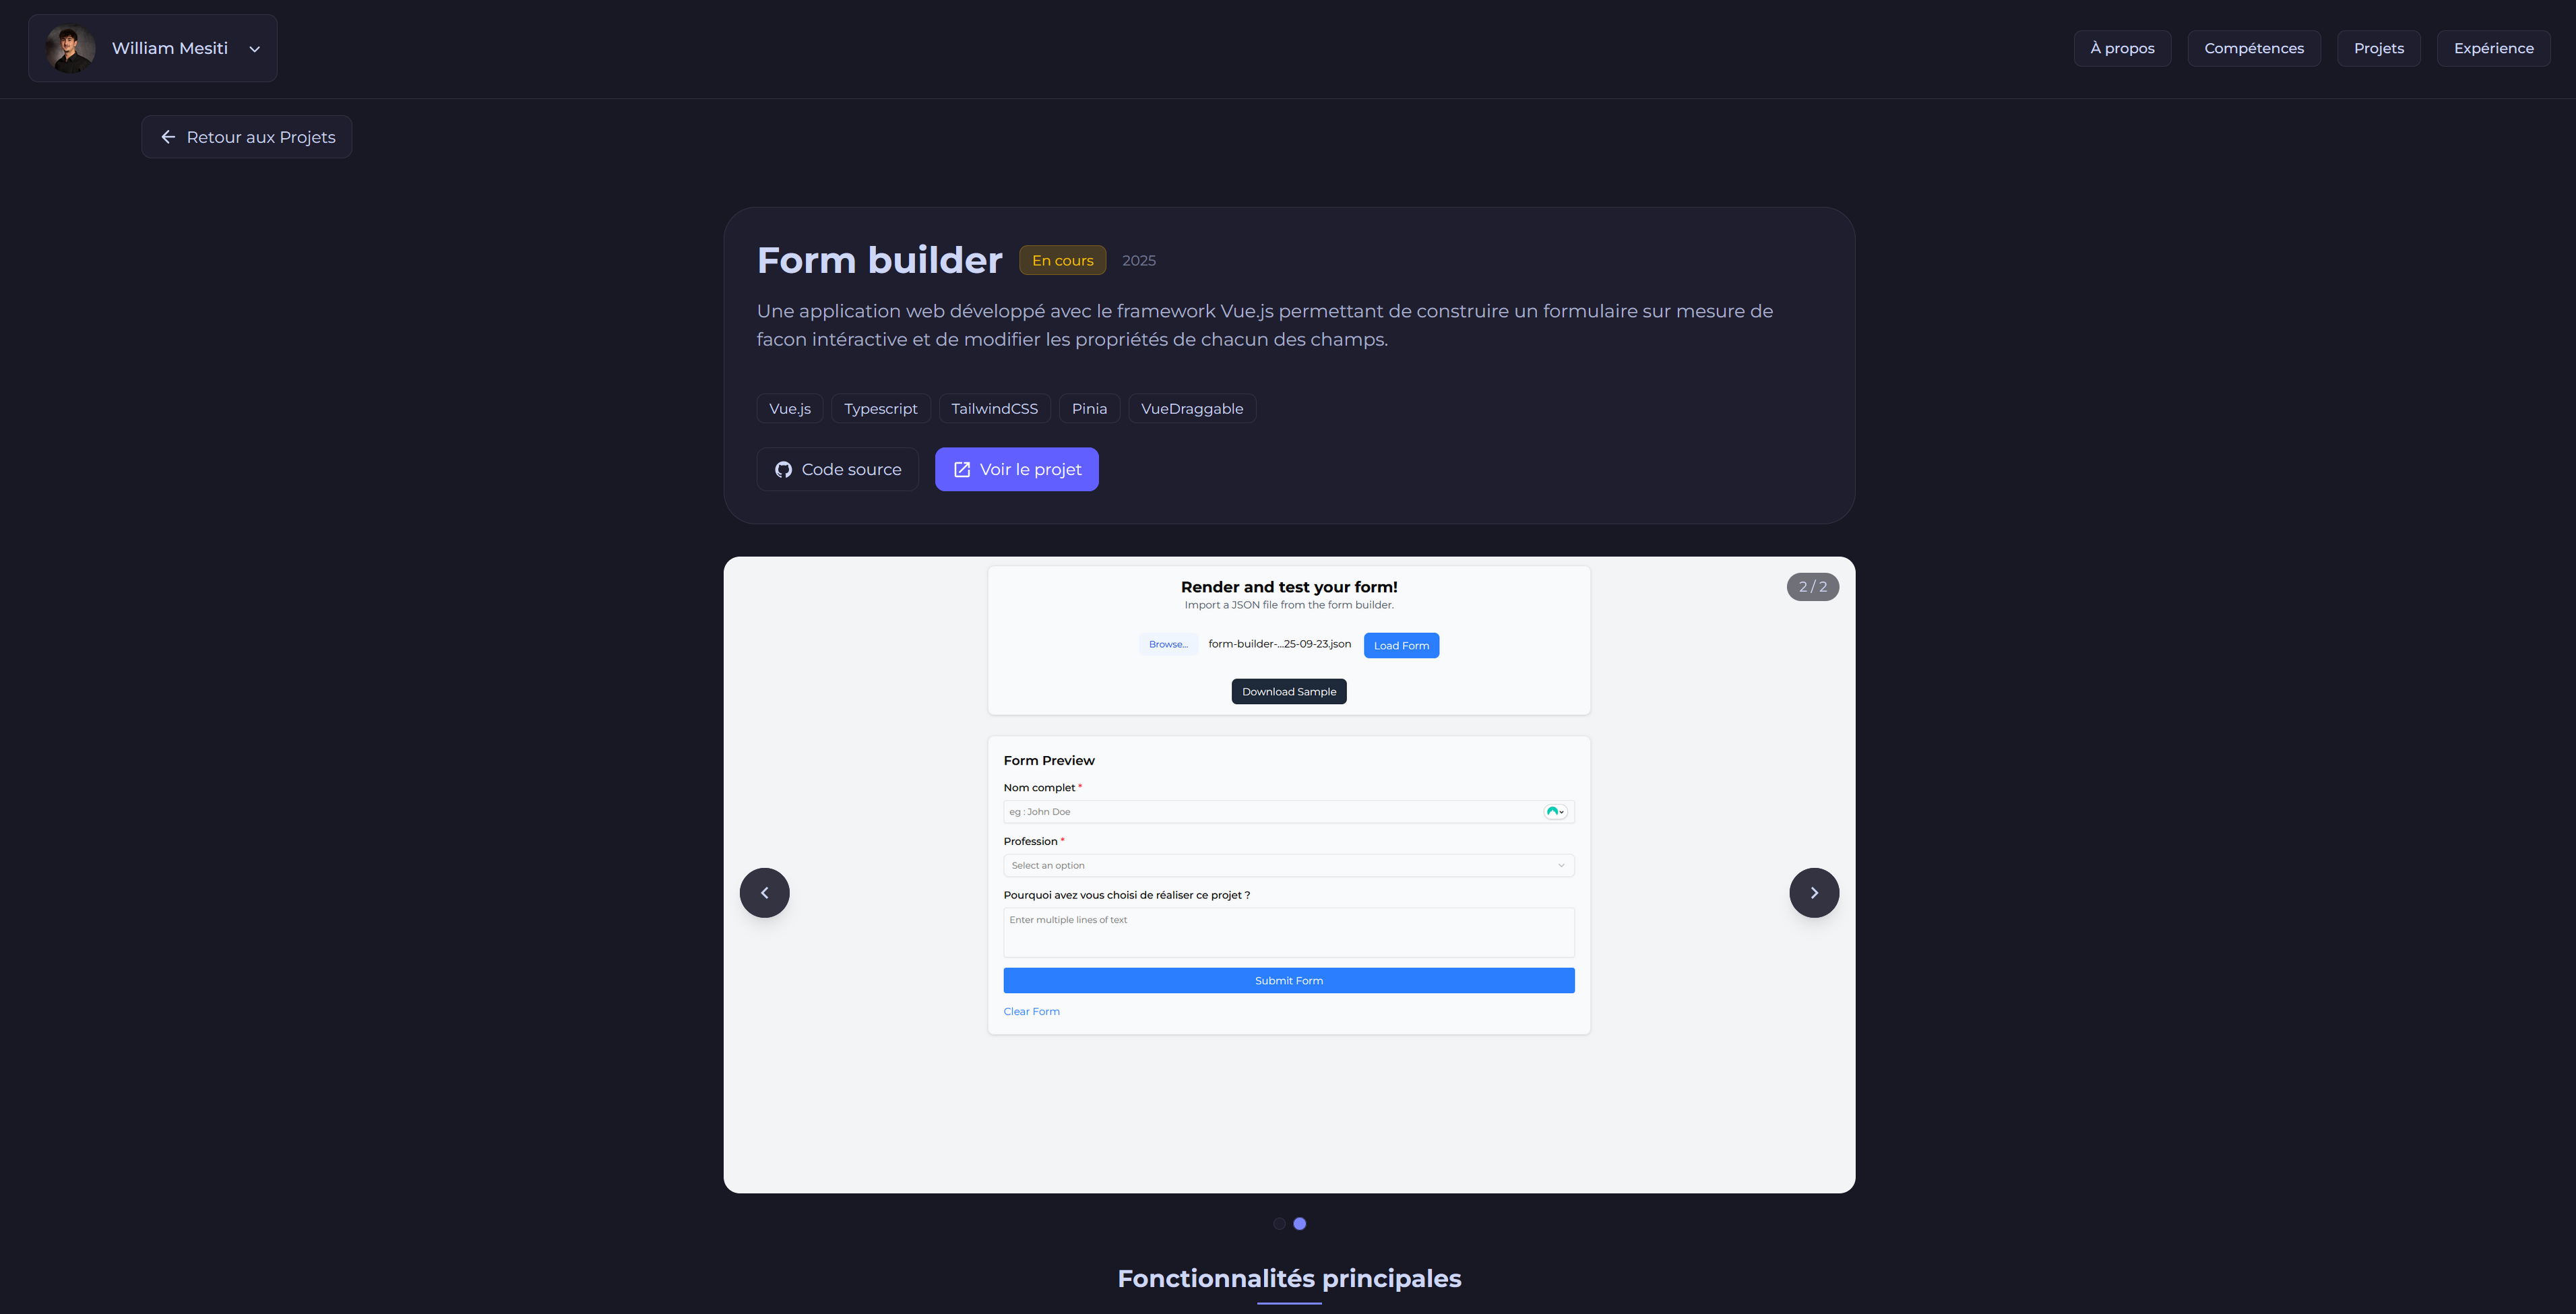 William Mesiti
À propos
Compétences
Projets
Expérience
Retour aux Projets
Form builder
En cours
2025
Une application web développé avec le framework Vue.js permettant de construire un formulaire sur mesure de
facon intéractive et de modifier les propriétés de chacun des champs.
Vue.js
Typescript
TailwindCSS
Pinia
VueDraggable
Code source
Voir le projet
2 / 2
Render and test your form!
Import a JSON file from the form builder.
Browse...
form-builder-...25-09-23.json
Load Form
Download Sample
Form Preview
Nom complet *
eg : John Doe
Profession *
Select an option
Pourquoi avez vous choisi de réaliser ce projet ?
Enter multiple lines of text
Submit Form
Clear Form
Fonctionnalités principales